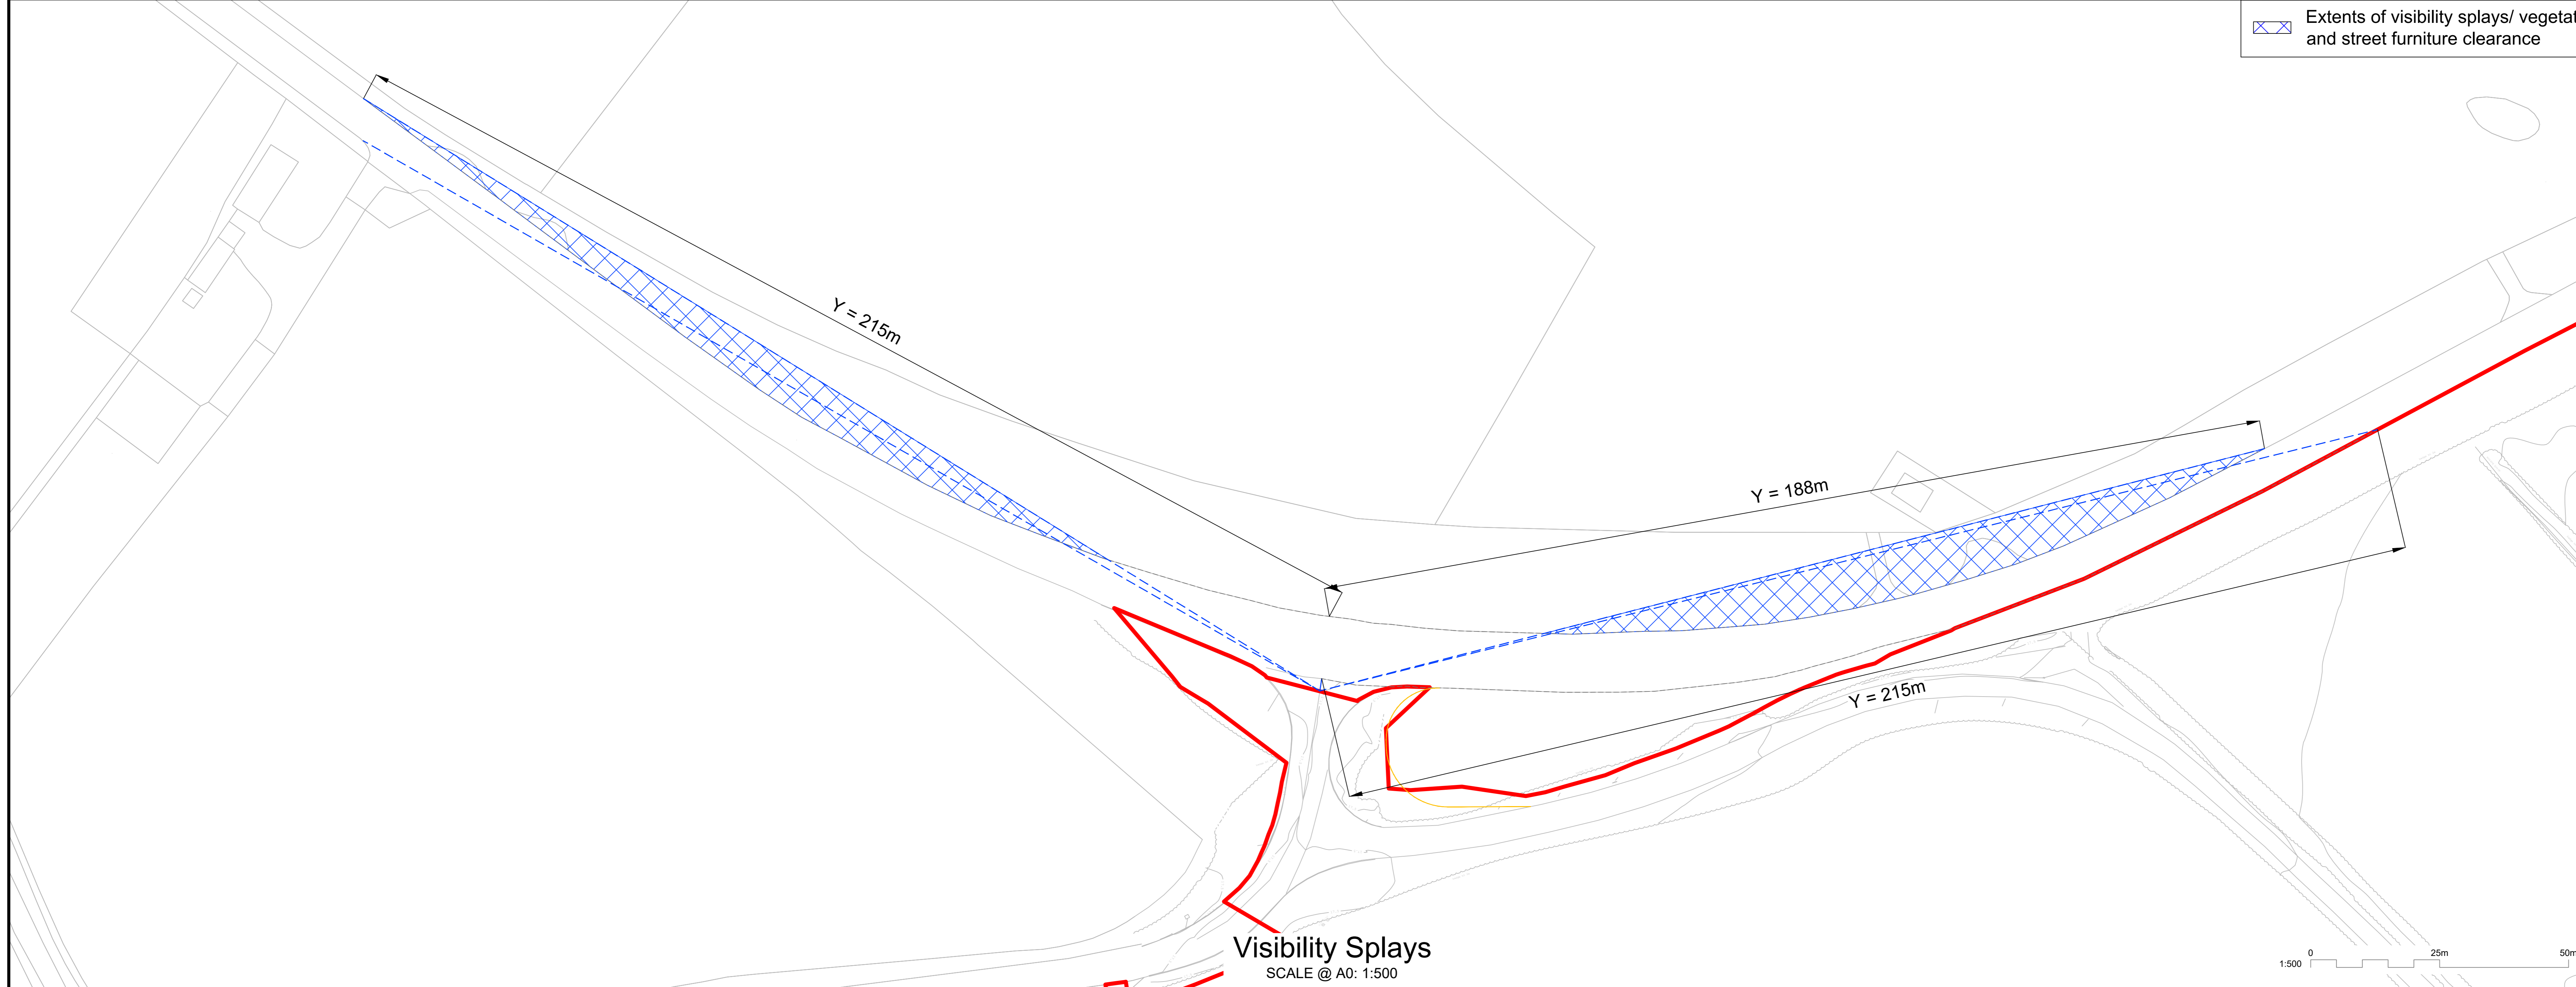 Extents of visibility splays/
and street furniture clearance
Y = 215m
Y = 188m
Y = 215m
Visibility Splays
SCALE @ A0: 1:500
1:500
0
25m
50m